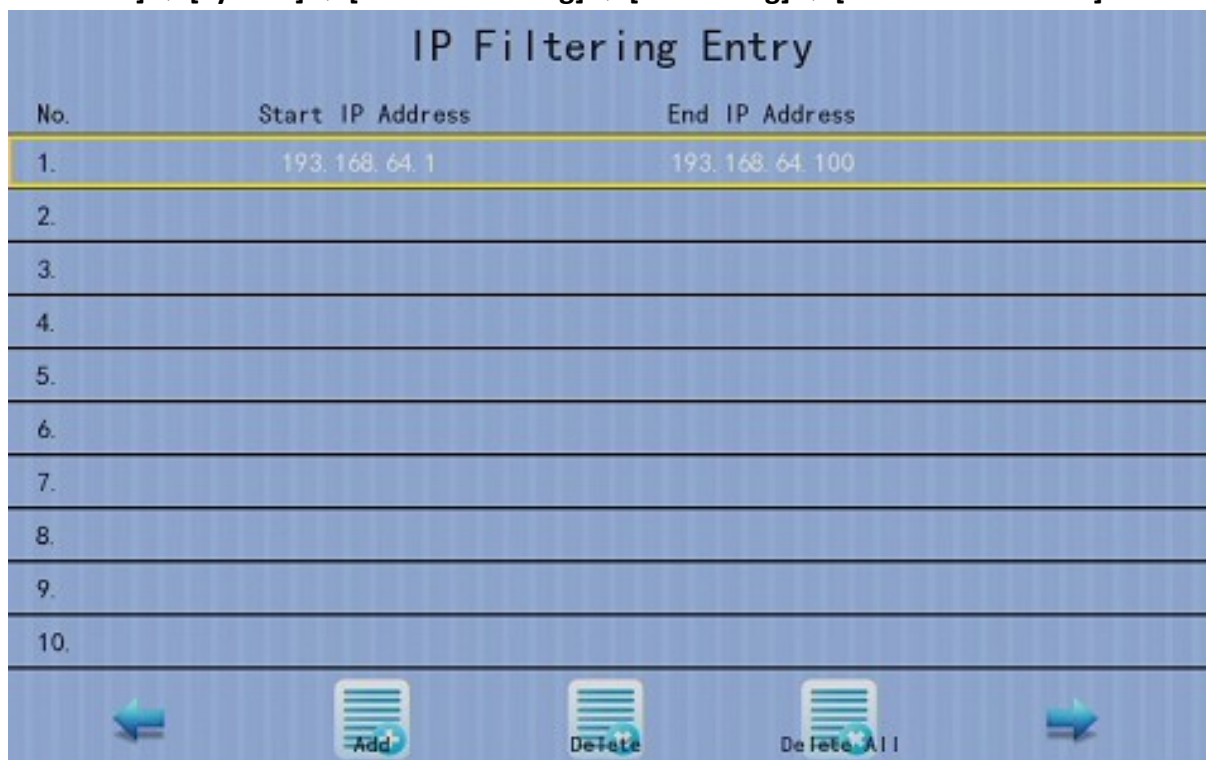 IP Filtering Entry
No. Start IP Address End IP Address
1. 193.168.64.1 193.168.64.100
2.
3.
4.
5.
6.
7.
8.
9.
10.
Add Delete Delete All